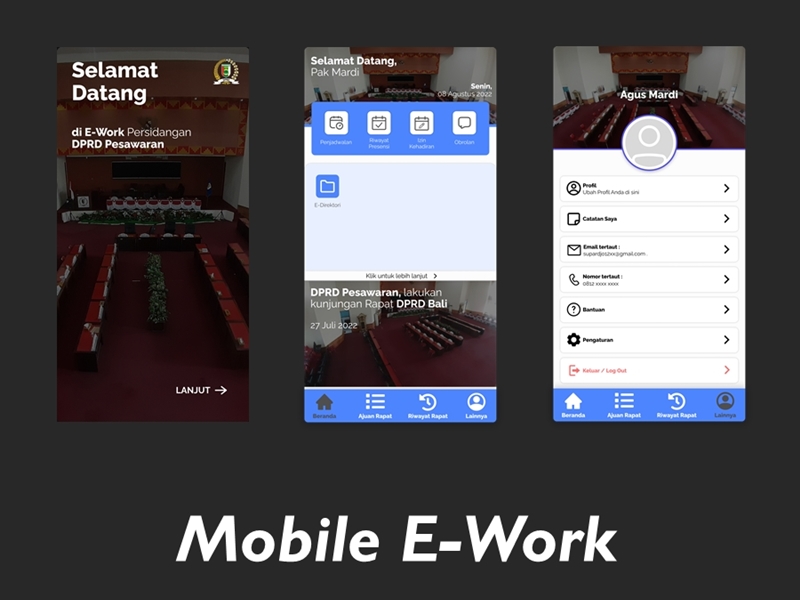 Selamat
Datang
di E-Work Persidangan
DPRD Pesawaran
LANJUT
Selamat Datang,
Pak Mardi
Senin,
08 Agustus 2022
Penjadwalan
Riwayat
Presensi
Izin
Kehadiran
Obrolan
E-Direktori
Klik untuk lebih lanjut
DPRD Pesawaran, lakukan
kunjungan Rapat DPRD Bali
27 Juli 2022
Beranda
Ajuan Rapat
Riwayat Rapat
Lainnya
Agus Mardi
Profil
Ubah Profil Anda di sini
Catatan Saya
Email tertaut :
supardjo12xx@gmail.com
Nomor tertaut :
0812 xxxx xxxx
Bantuan
Pengaturan
Keluar / Log Out
Beranda
Ajuan Rapat
Riwayat Rapat
Lainnya
Mobile E-Work